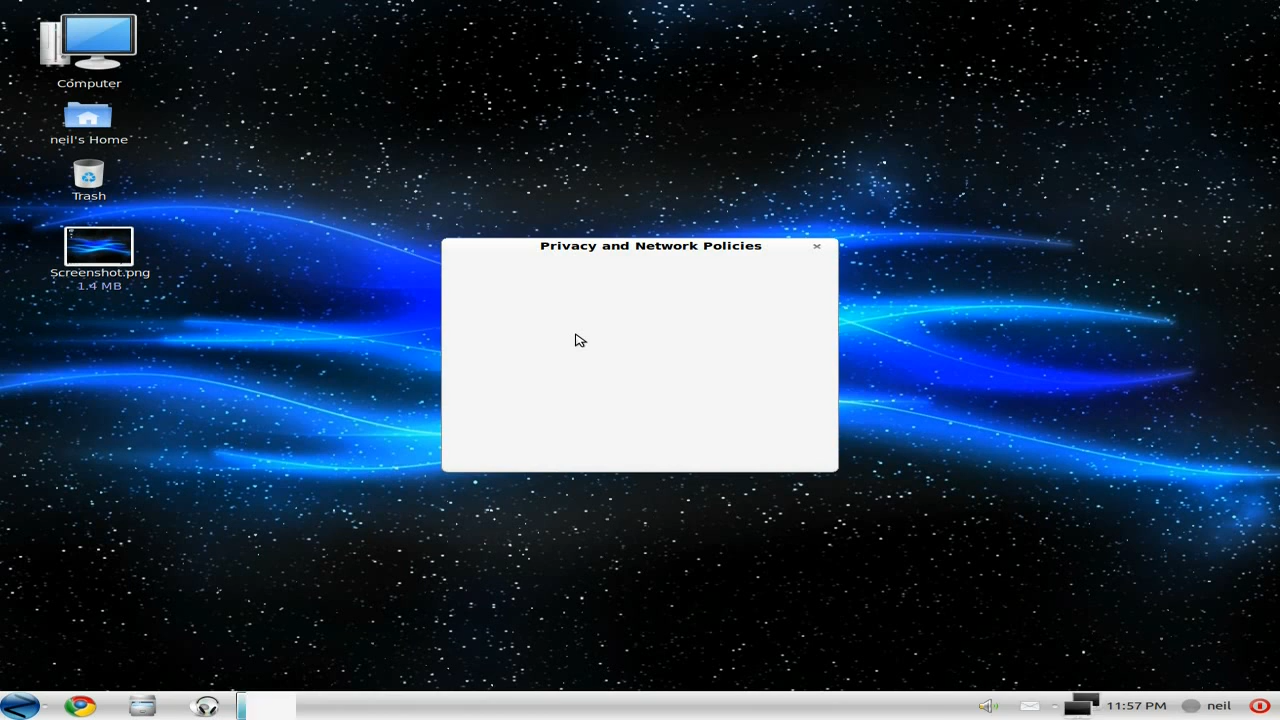 Computer
neil's Home
Trash
Screenshot.png
1.4 MB
Privacy and Network Policies
11:57 PM
neil